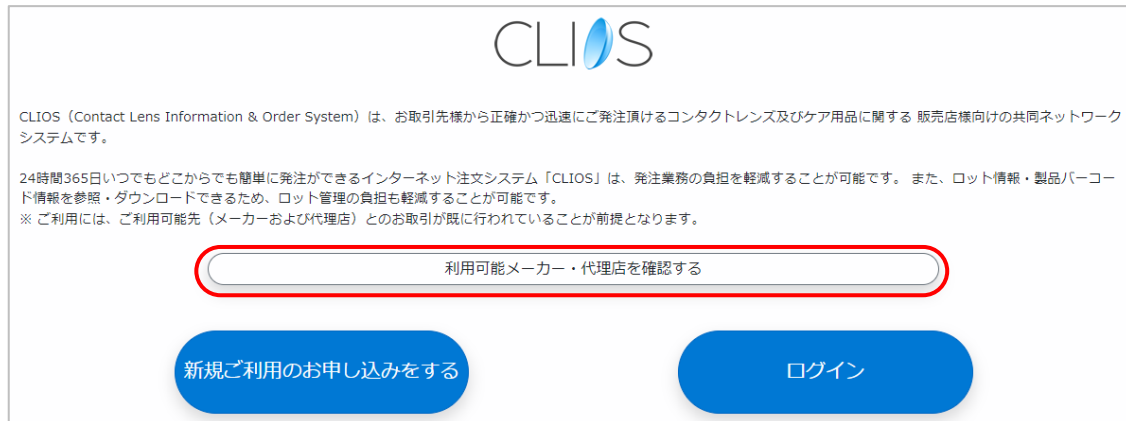 CLIOS
CLIOS（Contact Lens Information & Order System）は、お取引先様から正確かつ迅速にご発注頂けるコンタクトレンズ及びケア用品に関する 販売店様向けの共同ネットワーク
システムです。
24時間365日いつでもどこからでも簡単に発注ができるインターネット注文システム「CLIOS」は、発注業務の負担を軽減することが可能です。 また、ロット情報・製品バーコー
ド情報を参照・ダウンロードできるため、ロット管理の負担も軽減することが可能です。
※ ご利用には、ご利用可能先（メーカーおよび代理店）とのお取引が既に行われていることが前提となります。
利用可能メーカー・代理店を確認する
新規ご利用のお申し込みをする
ログイン